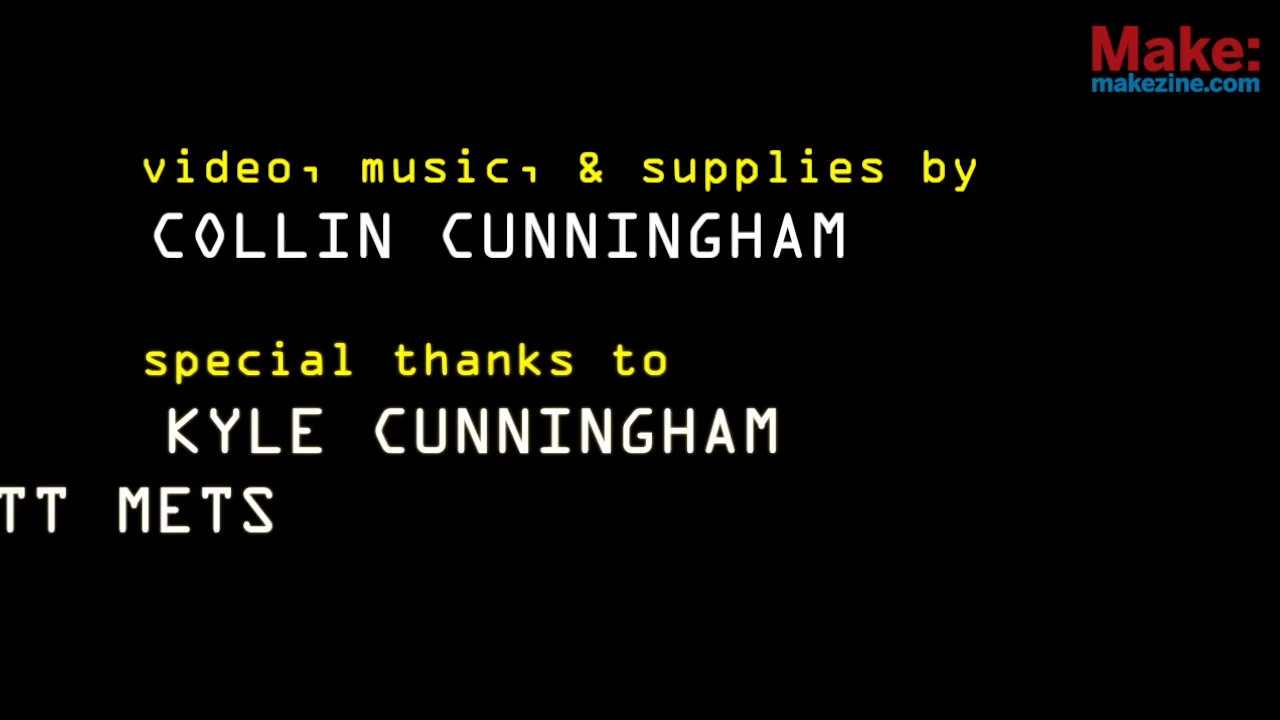 Make:
makezine.com
video, music, & supplies by
COLLIN CUNNINGHAM
special thanks to
KYLE CUNNINGHAM
TT METS